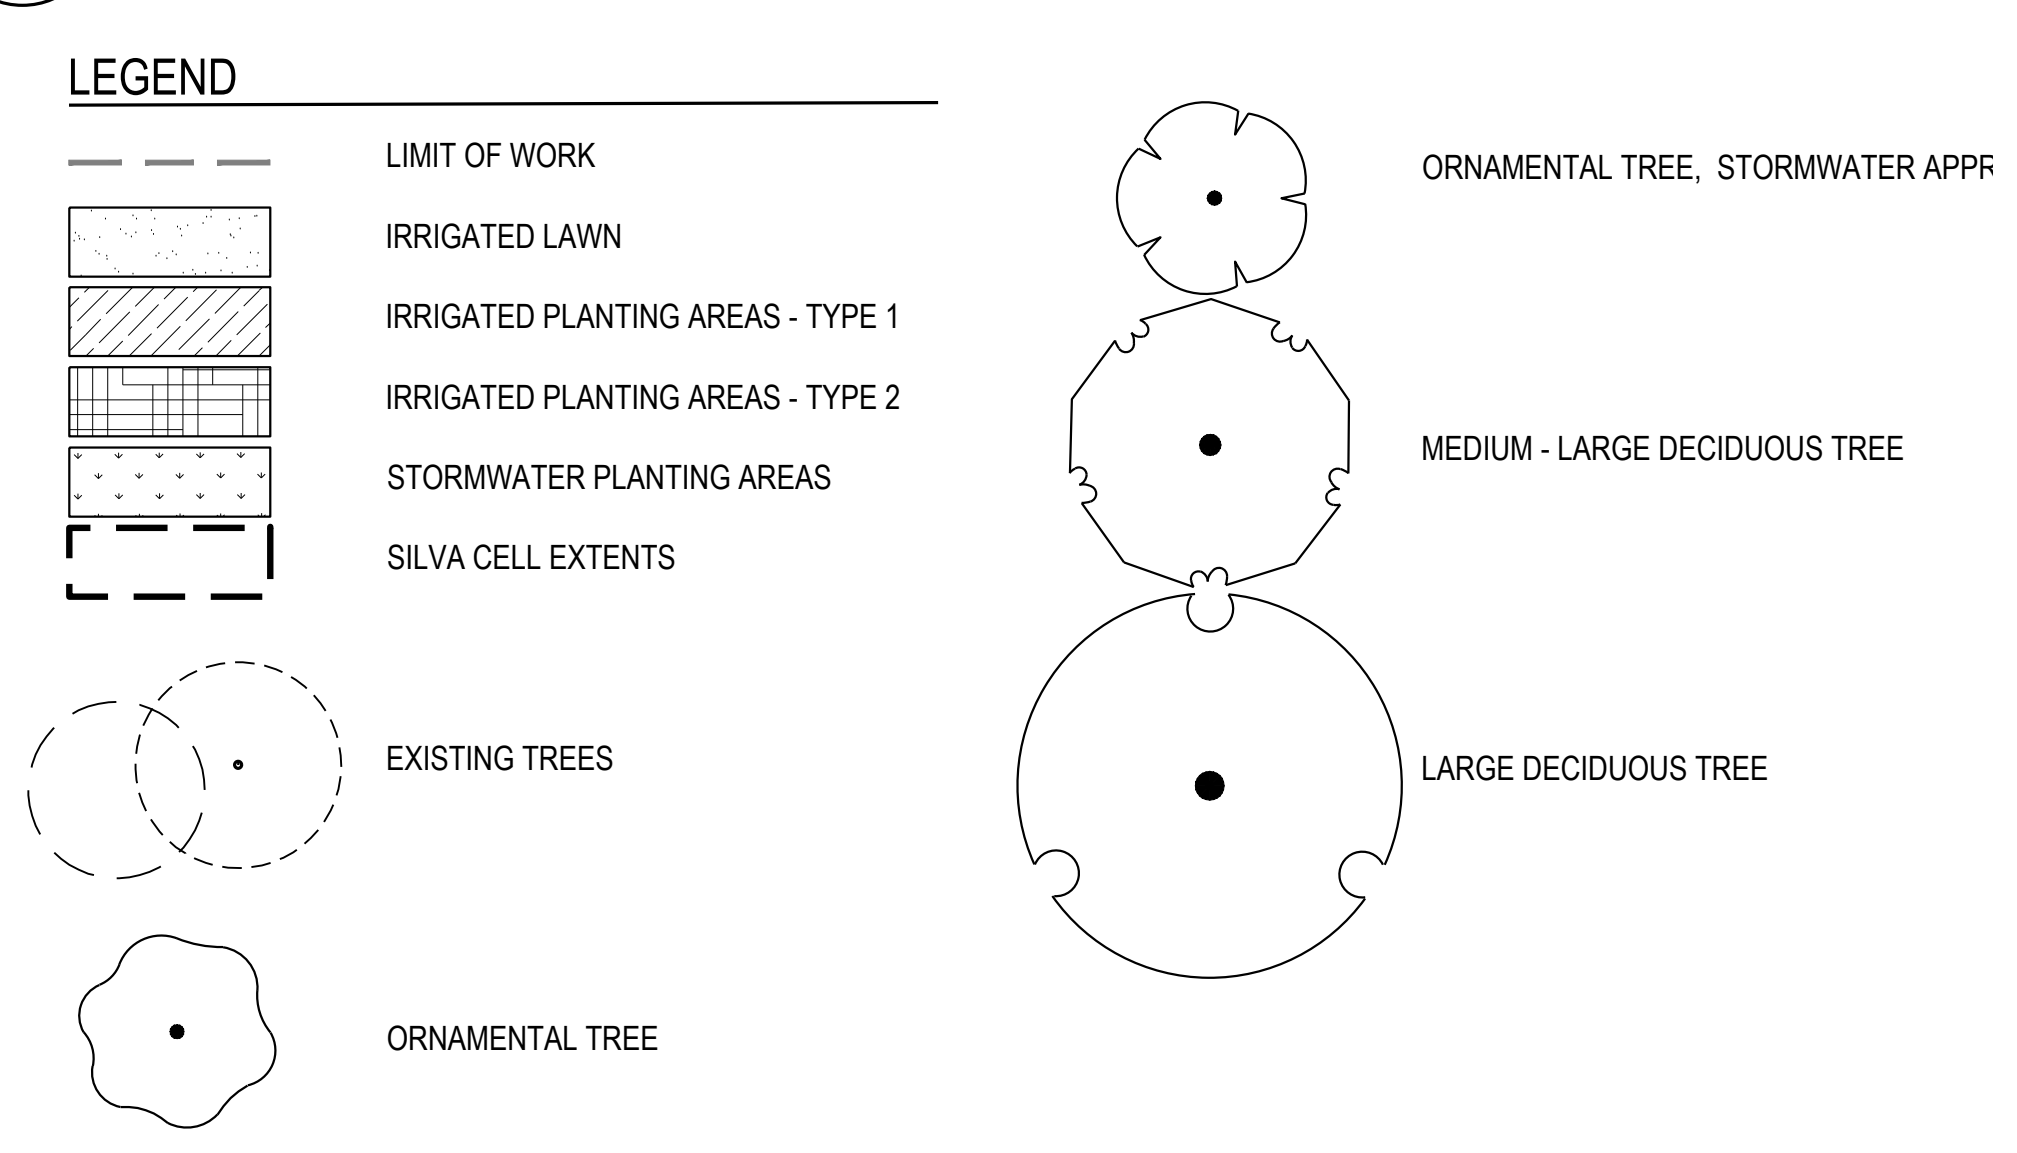 LEGEND
LIMIT OF WORK
IRRIGATED LAWN
IRRIGATED PLANTING AREAS - TYPE 1
IRRIGATED PLANTING AREAS - TYPE 2
STORMWATER PLANTING AREAS
SILVA CELL EXTENTS
EXISTING TREES
ORNAMENTAL TREE
ORNAMENTAL TREE, STORMWATER APPR
MEDIUM - LARGE DECIDUOUS TREE
LARGE DECIDUOUS TREE